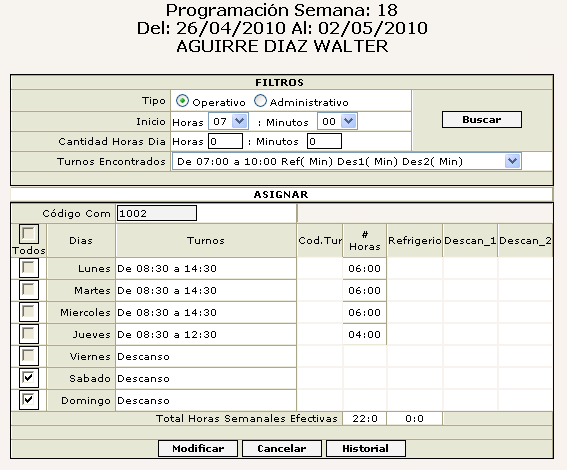 Programación Semana: 18
Del: 26/04/2010 Al: 02/05/2010
AGUIRRE DIAZ WALTER
FILTROS
Tipo Operativo Administrativo
Inicio Horas 07 : Minutos 00
Buscar
Cantidad Horas Dia Horas 0 : Minutos 0
Turnos Encontrados De 07:00 a 10:00 Ref( Min) Des1( Min) Des2( Min)
ASIGNAR
Código Com 1002
Todos Dias Turnos Cod.Tur # Horas Refrigerio Descan_1 Descan_2
Lunes De 08:30 a 14:30 06:00
Martes De 08:30 a 14:30 06:00
Miercoles De 08:30 a 14:30 06:00
Jueves De 08:30 a 12:30 04:00
Viernes Descanso
Sabado Descanso
Domingo Descanso
Total Horas Semanales Efectivas 22:0 0:0
Modificar Cancelar Historial